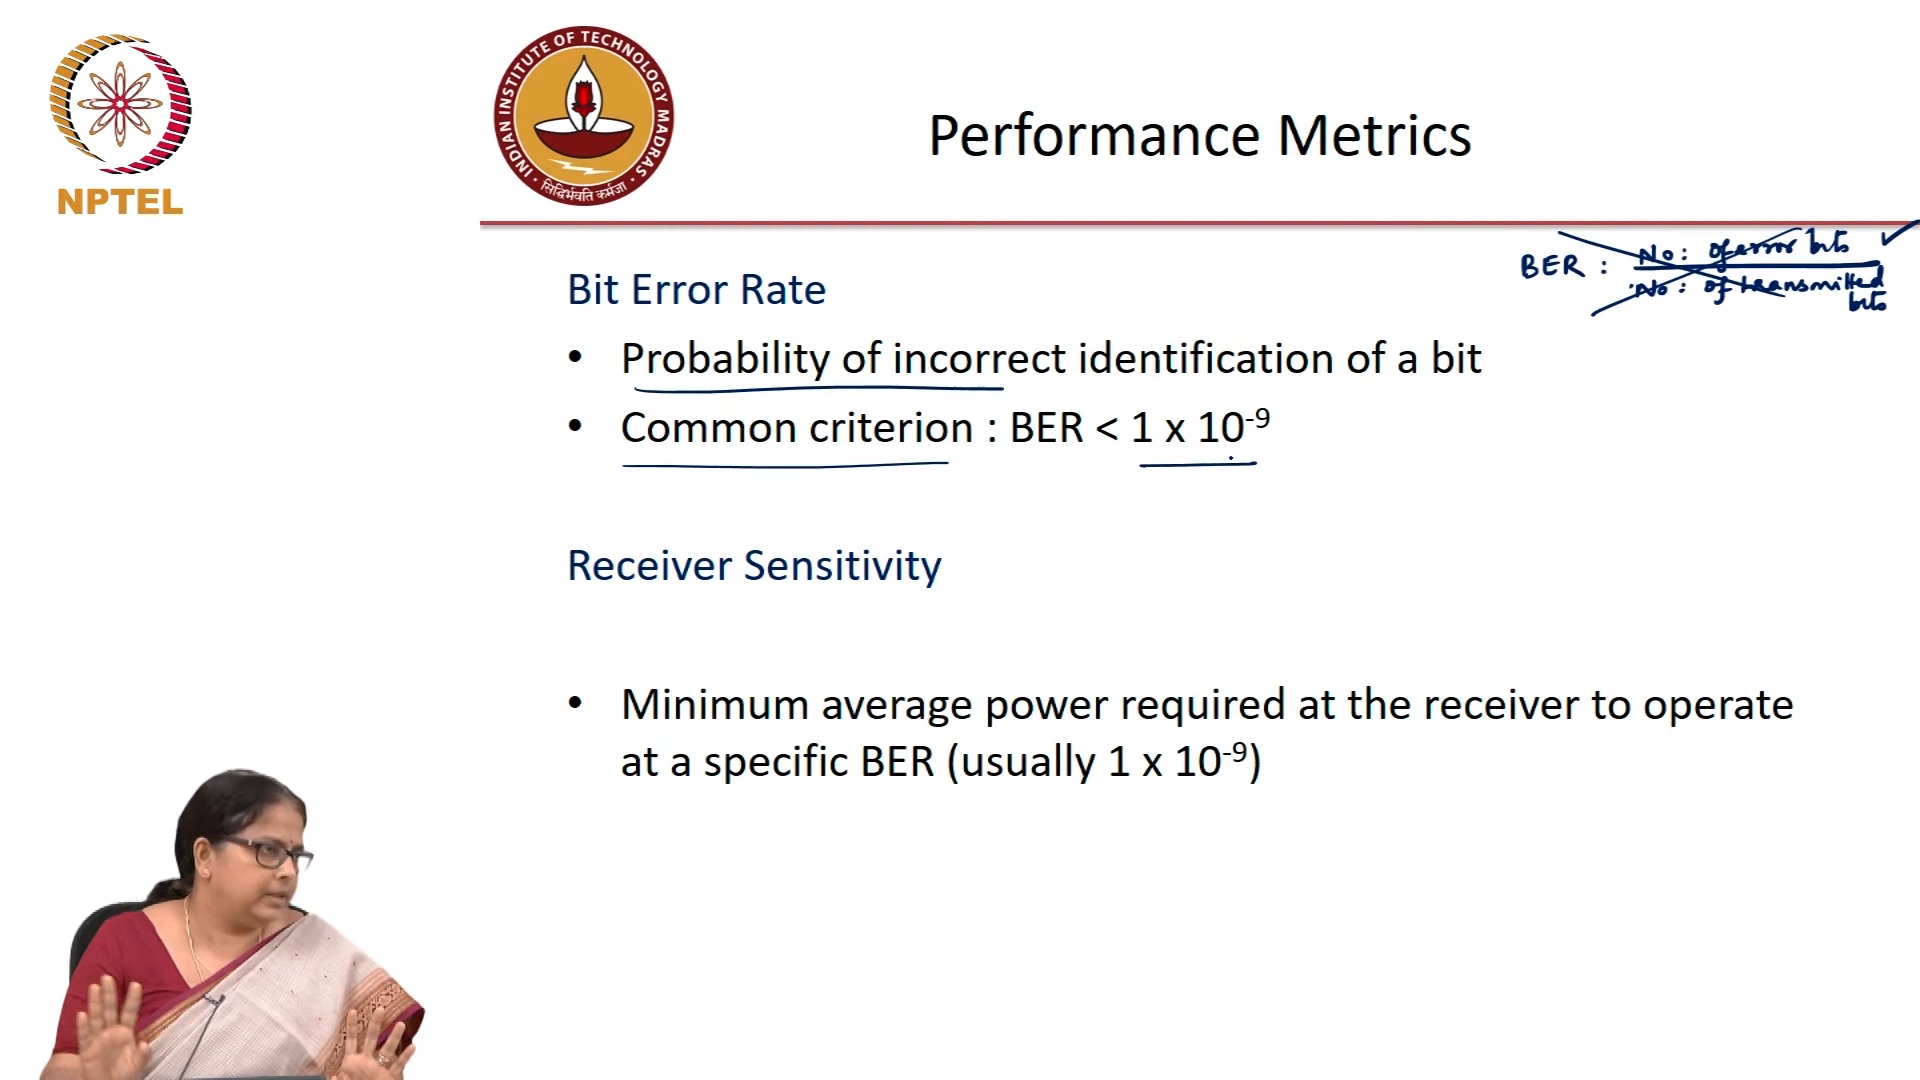 NPTEL
INDIAN INSTITUTE OF TECHNOLOGY MADRAS
सिद्धिर्भवति कर्मजा
Performance Metrics
BER : No: of error bits
No: of transmitted
bits
Bit Error Rate
• Probability of incorrect identification of a bit
• Common criterion : BER < 1 x 10⁻⁹
Receiver Sensitivity
• Minimum average power required at the receiver to operate
at a specific BER (usually 1 x 10⁻⁹)